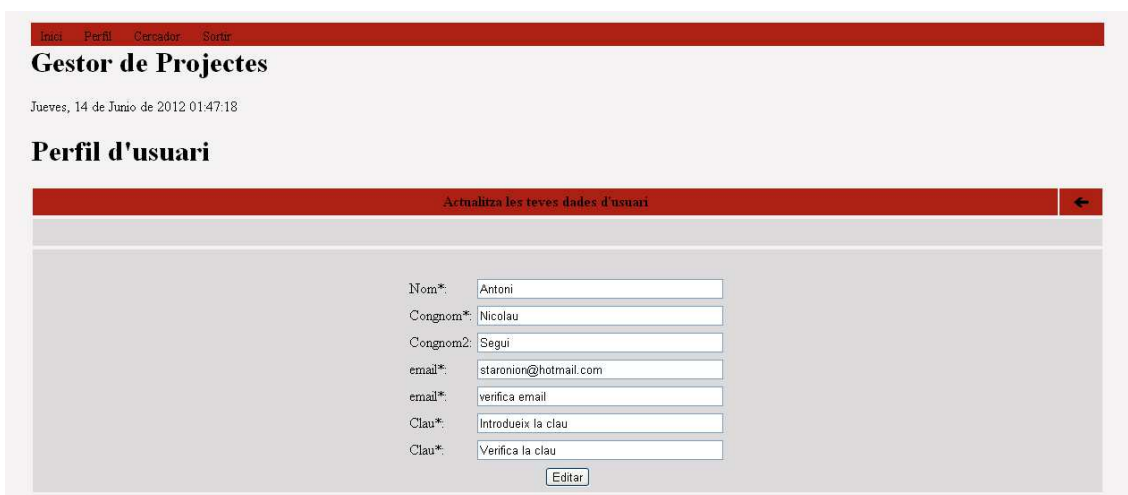 Inici Perfil Cercador Sortir
Gestor de Projectes
Jueves, 14 de Junio de 2012 01:47:18
Perfil d'usuari
Actualitza les teves dades d'usuari
Nom*: Antoni
Congnom*: Nicolau
Congnom2: Segui
email*: staronion@hotmail.com
email*: verifica email
Clau*: Introdueix la clau
Clau*: Verifica la clau
Editar